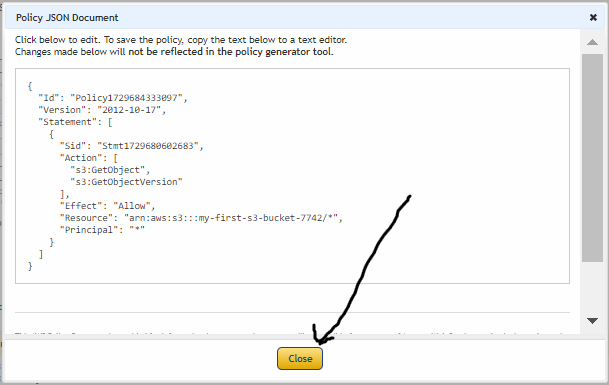 Policy JSON Document
Click below to edit. To save the policy, copy the text below to a text editor.
Changes made below will not be reflected in the policy generator tool.
{
"Id": "Policy1729684333097",
"Version": "2012-10-17",
"Statement": [
{
"Sid": "Stmt1729680602683",
"Action": [
"s3:GetObject",
"s3:GetObjectVersion"
],
"Effect": "Allow",
"Resource": "arn:aws:s3:::my-first-s3-bucket-7742/*",
"Principal": "*"
}
]
}
Close